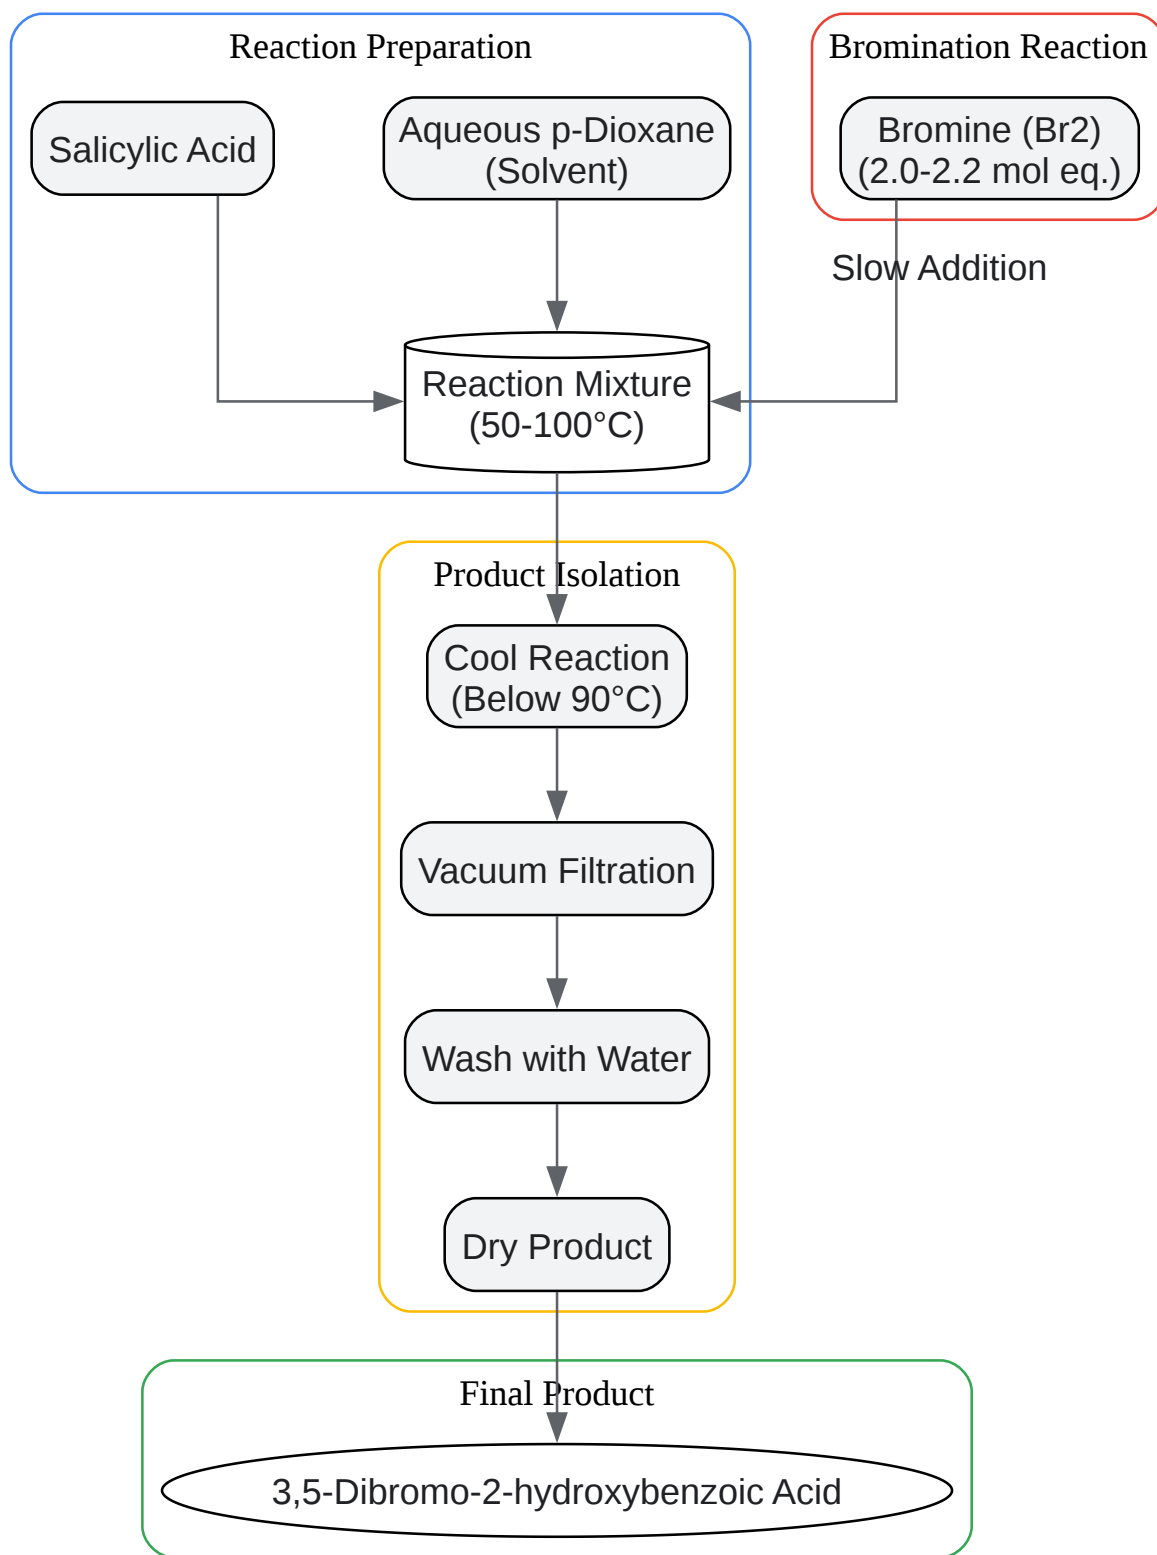 Reaction Preparation
Bromination Reaction
Salicylic Acid
Aqueous p-Dioxane
(Solvent)
Bromine (Br2)
(2.0-2.2 mol eq.)
Slow Addition
Reaction Mixture
(50-100°C)
Product Isolation
Cool Reaction
(Below 90°C)
Vacuum Filtration
Wash with Water
Dry Product
Final Product
3,5-Dibromo-2-hydroxybenzoic Acid